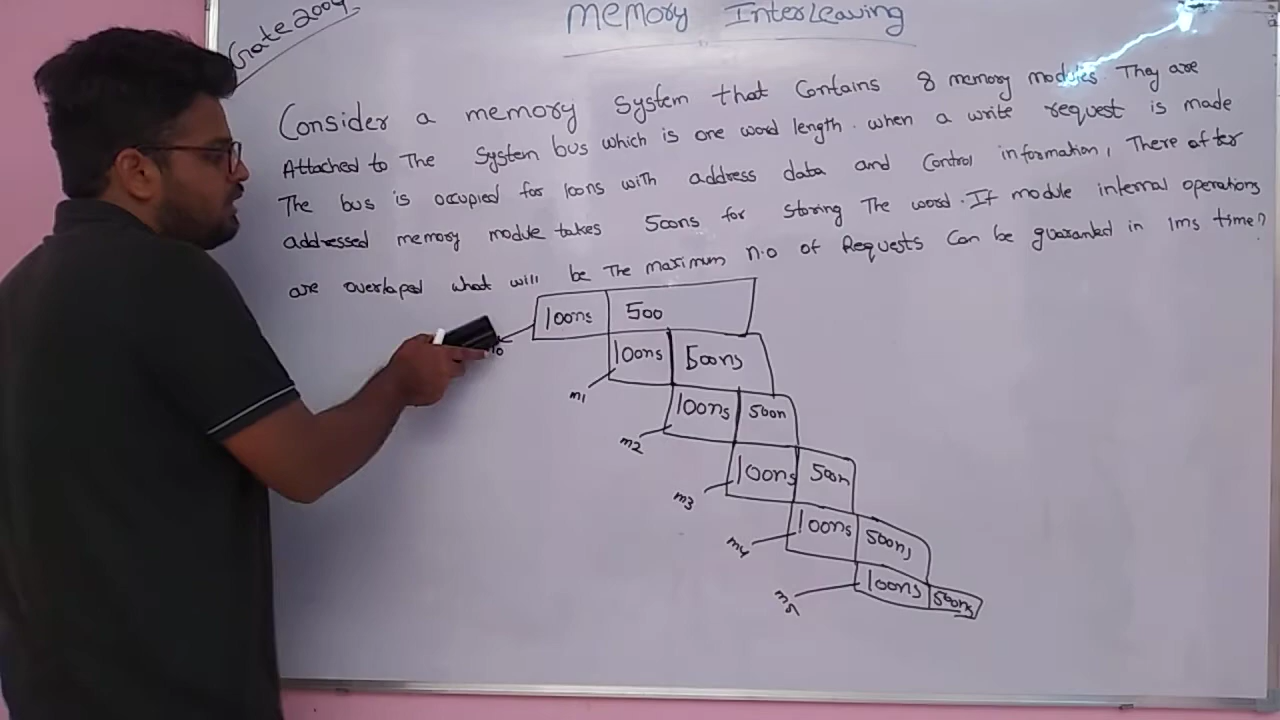 Gate 2009
Memory Interleaving
Consider a memory system that contains 8 memory modules They are
Attached to The system bus which is one word length. when a write request is made
The bus is occupied for 100ns with address data and control information, There after
addressed memory module takes 500ns for storing The word. If module internal operations
are overlaped what will be The maximum n.o of Requests can be guaranted in 1ms time?
100ns 500
100ns 500ns
m1
100ns 500n
m2
100ns 500n
m3
100ns 500ns
m4
100ns 500ns
m5